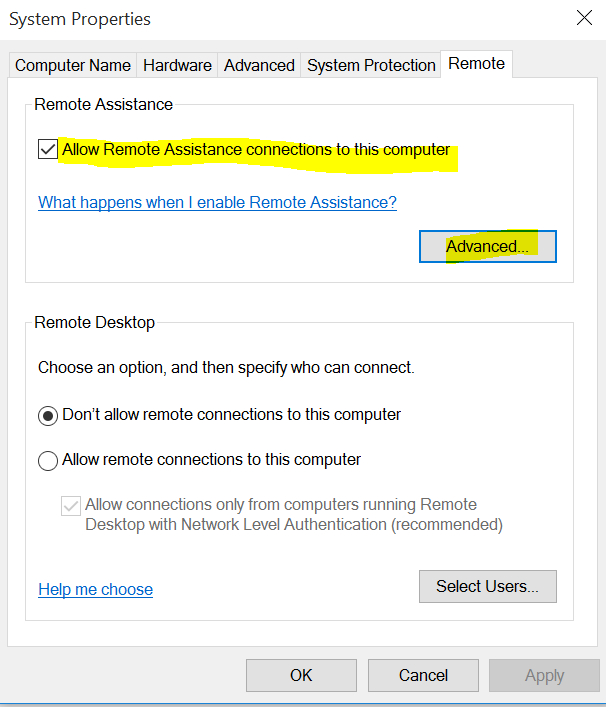 System Properties
Computer Name
Hardware
Advanced
System Protection
Remote
Remote Assistance
Allow Remote Assistance connections to this computer
What happens when I enable Remote Assistance?
Advanced...
Remote Desktop
Choose an option, and then specify who can connect.
Don't allow remote connections to this computer
Allow remote connections to this computer
Allow connections only from computers running Remote
Desktop with Network Level Authentication (recommended)
Help me choose
Select Users...
OK
Cancel
Apply